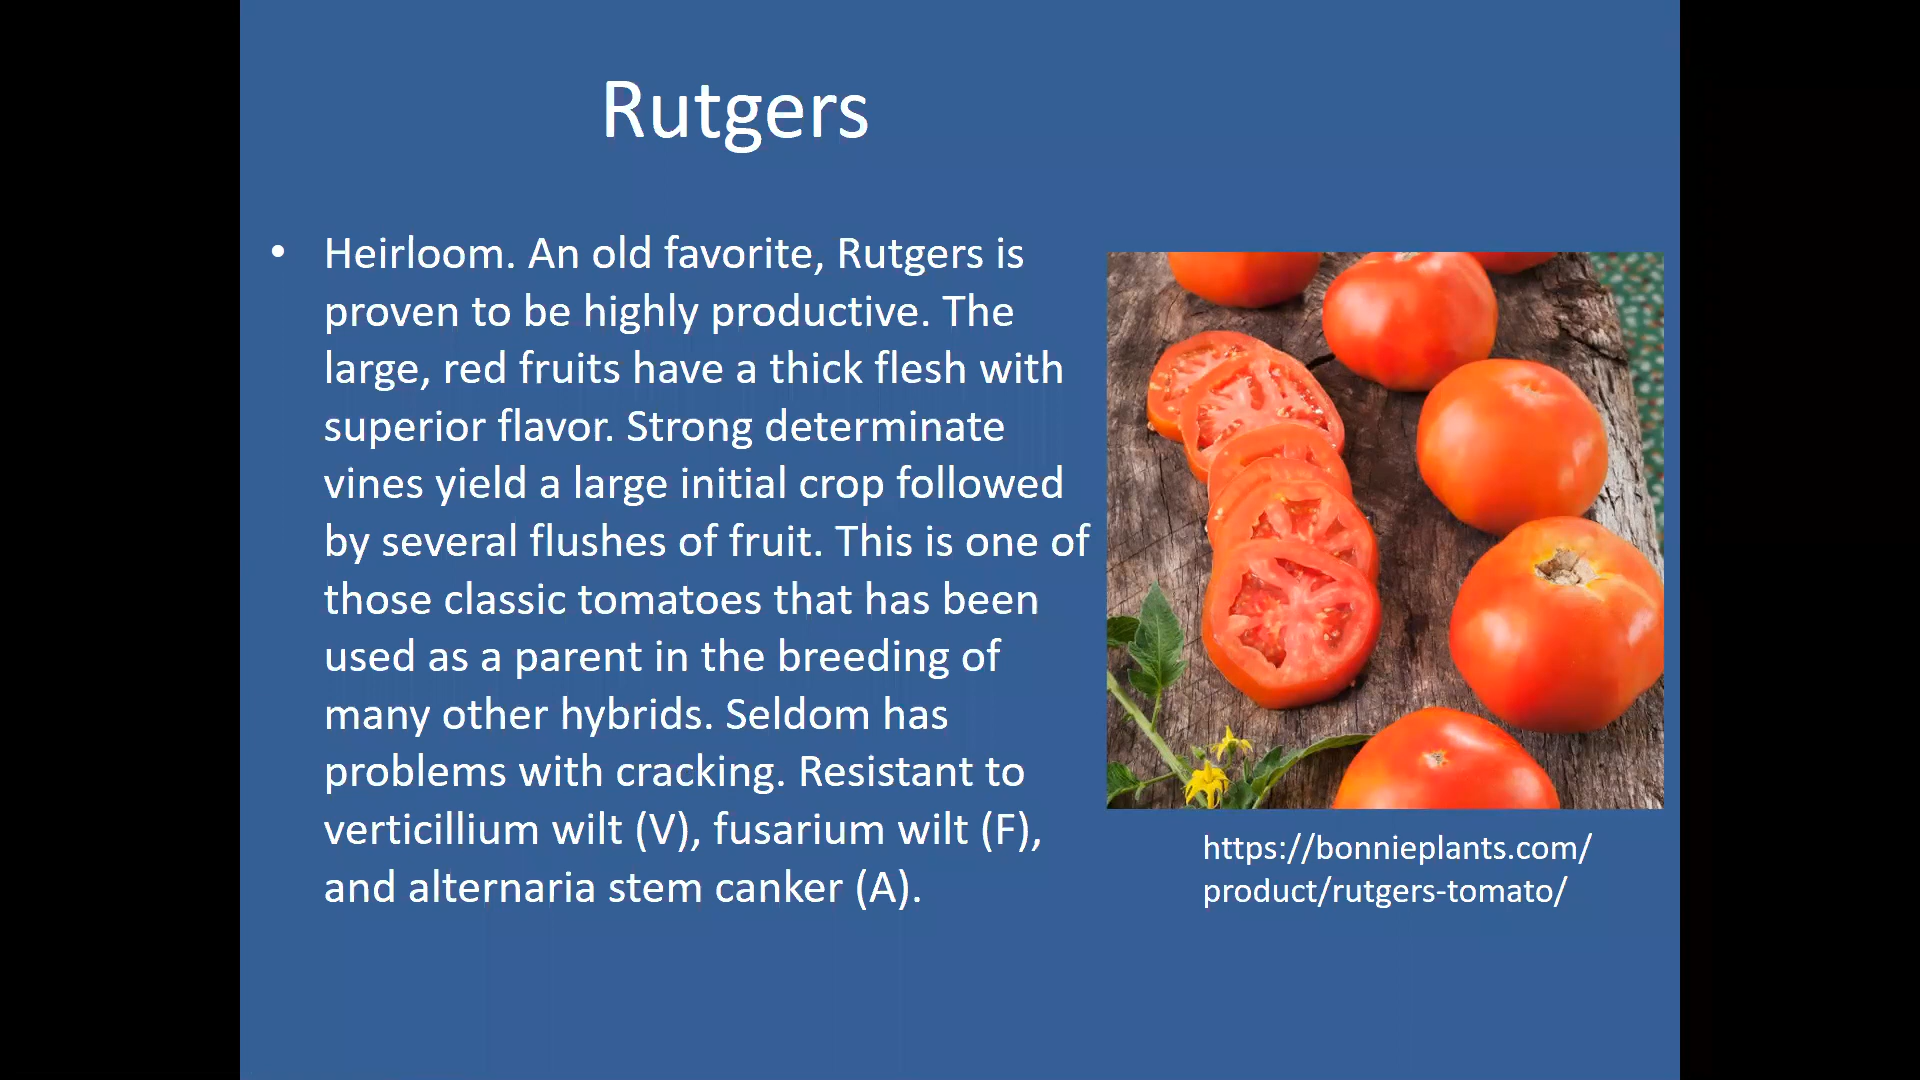 Rutgers
• Heirloom. An old favorite, Rutgers is
proven to be highly productive. The
large, red fruits have a thick flesh with
superior flavor. Strong determinate
vines yield a large initial crop followed
by several flushes of fruit. This is one of
those classic tomatoes that has been
used as a parent in the breeding of
many other hybrids. Seldom has
problems with cracking. Resistant to
verticillium wilt (V), fusarium wilt (F),
and alternaria stem canker (A).
https://bonnieplants.com/
product/rutgers-tomato/